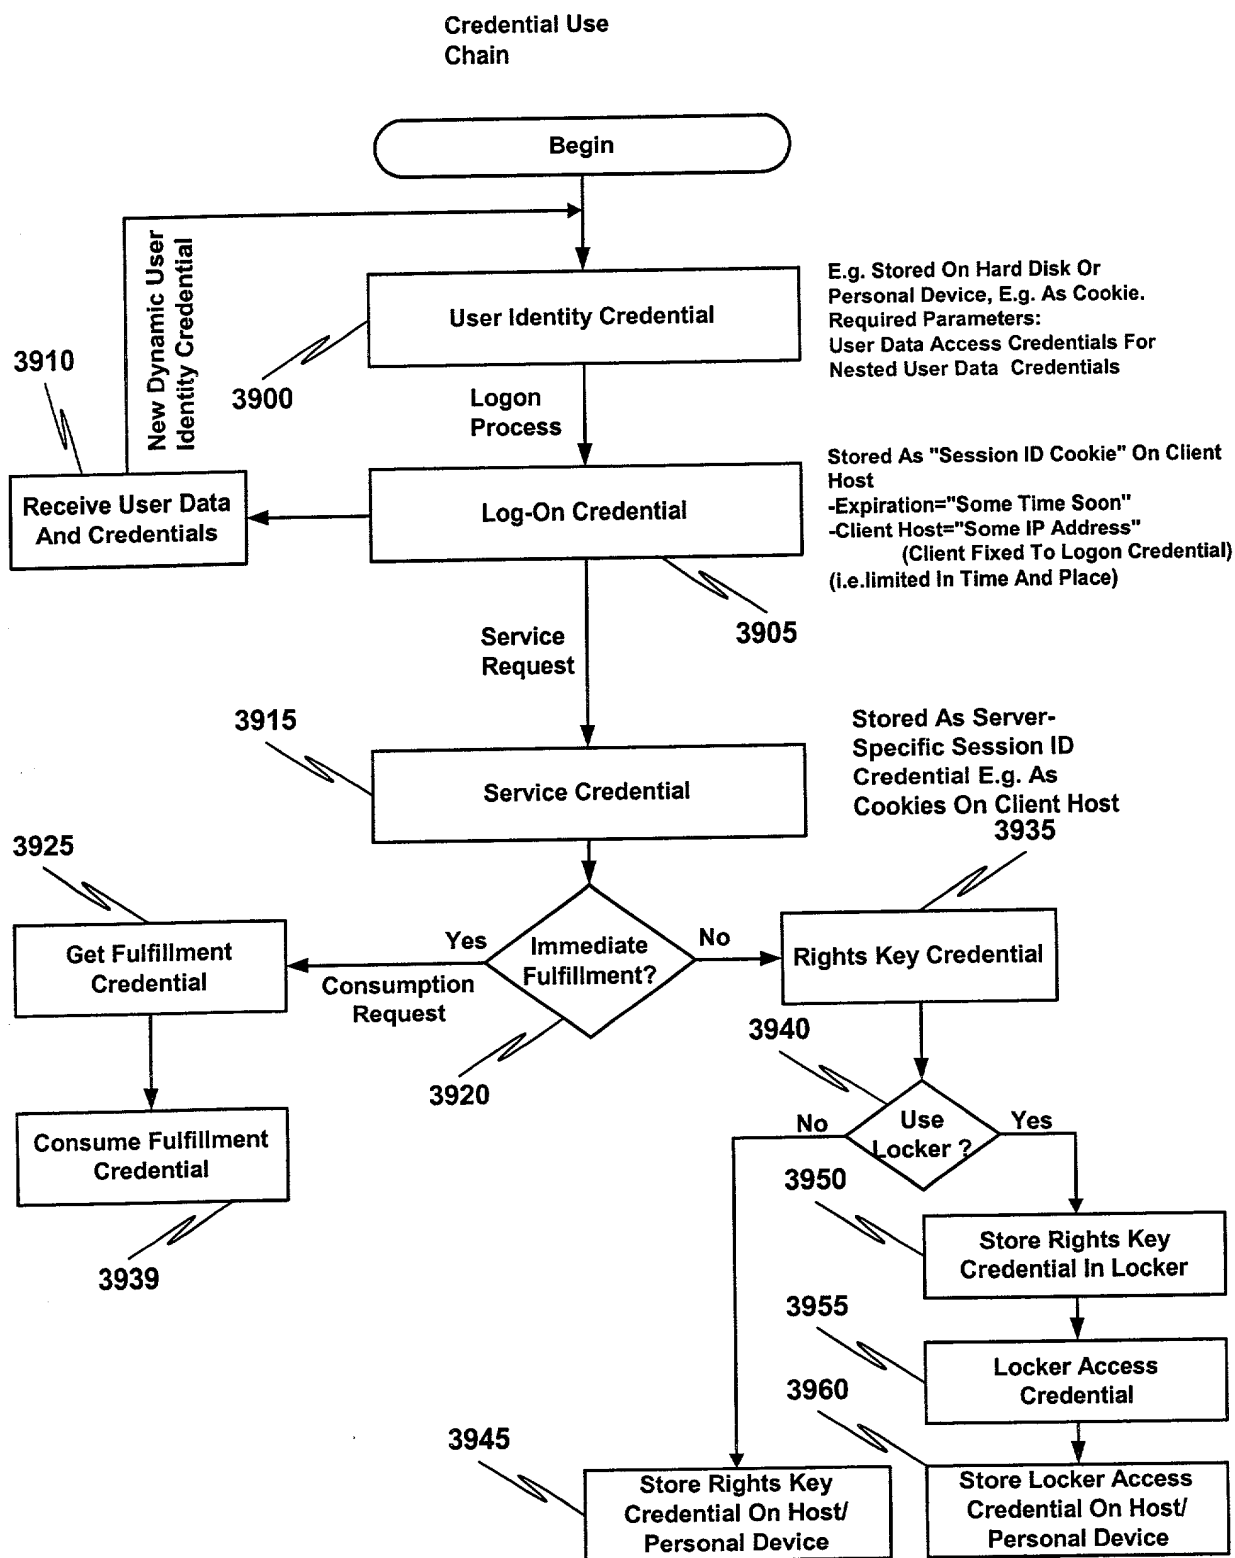 Credential Use
Chain
Begin
New Dynamic User
Identity Credential
User Identity Credential
E.g. Stored On Hard Disk Or
Personal Device, E.g. As Cookie.
Required Parameters:
User Data Access Credentials For
Nested User Data Credentials
3910
3900
Logon
Process
Receive User Data
And Credentials
Log-On Credential
Stored As "Session ID Cookie" On Client
Host
-Expiration="Some Time Soon"
-Client Host="Some IP Address"
(Client Fixed To Logon Credential)
(i.e.limited In Time And Place)
3905
Service
Request
3915
Service Credential
Stored As Server-
Specific Session ID
Credential E.g. As
Cookies On Client Host
3935
3925
Get Fulfillment
Credential
Yes
Consumption
Request
Immediate
Fulfillment?
No
Rights Key Credential
3920
3940
Consume Fulfillment
Credential
3939
No
Use
Locker ?
Yes
3950
Store Rights Key
Credential In Locker
3955
Locker Access
Credential
3960
3945
Store Rights Key
Credential On Host/
Personal Device
Store Locker Access
Credential On Host/
Personal Device